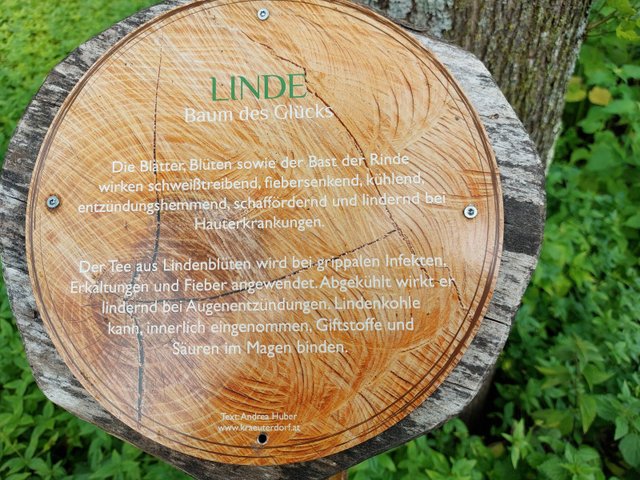 LINDE
Baum des Glücks
Die Blätter, Blüten sowie der Bast der Rinde
wirken schweißtreibend, fiebersenkend, kühlend,
entzundungshemmend, schaffördernd und lindernd bei
Hauterkrankungen.
Der Tee aus Lindenblüten wird bei grippalen Infekten,
Erkältungen und Fieber angewendet. Abgekühlt wirkt er
lindernd bei Augenentzündungen. Lindenkohle
kann, innerlich eingenommen, Giftstoffe und
Säuren im Magen binden.
Text: Andrea Huber
www.kraeuterdorf.at